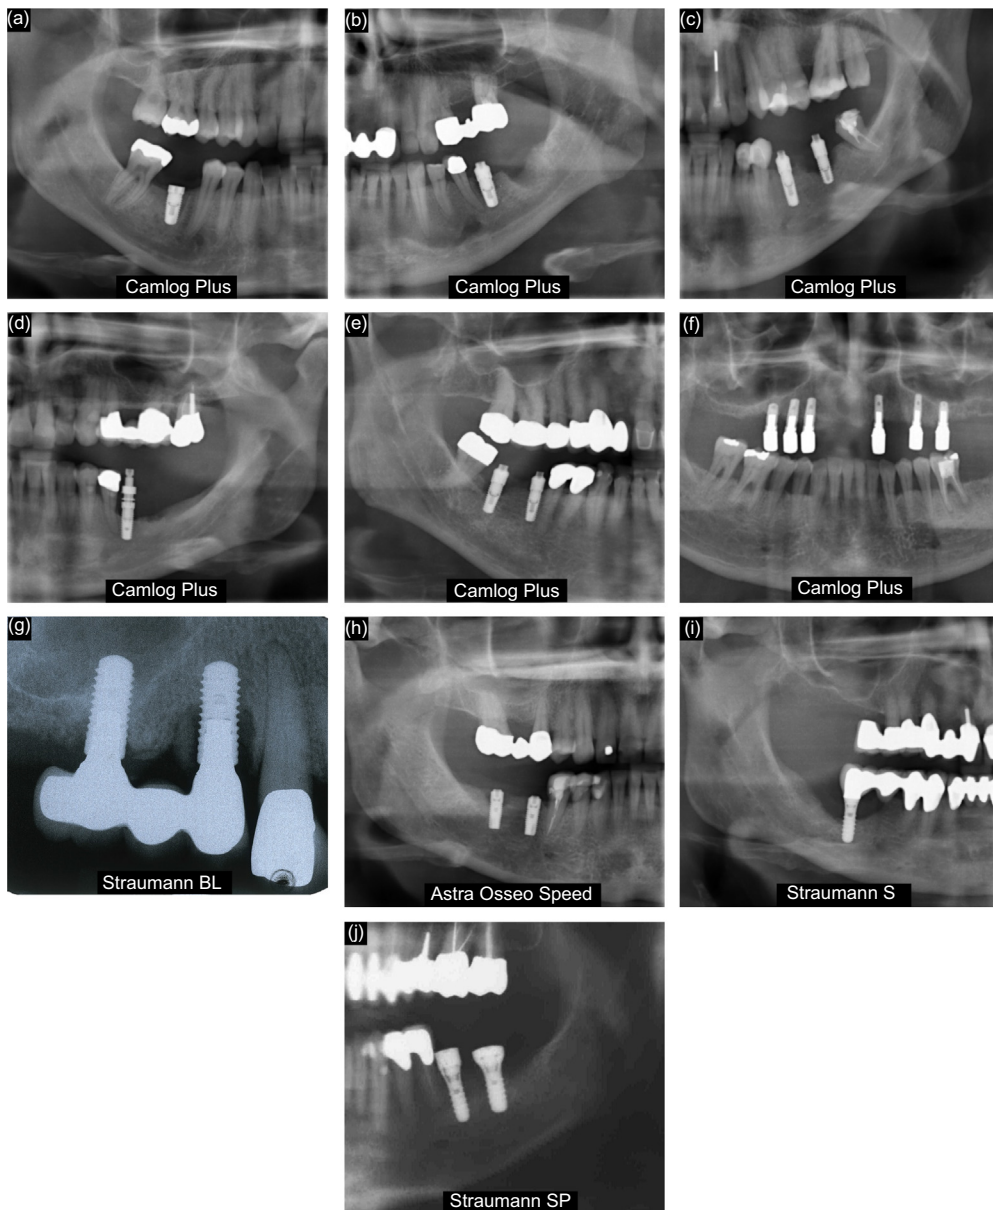 (a)
Camlog Plus
(b)
Camlog Plus
(c)
Camlog Plus
(d)
Camlog Plus
(e)
Camlog Plus
(f)
Camlog Plus
(g)
Straumann BL
(h)
Astra Osseo Speed
(i)
Straumann S
(j)
Straumann SP